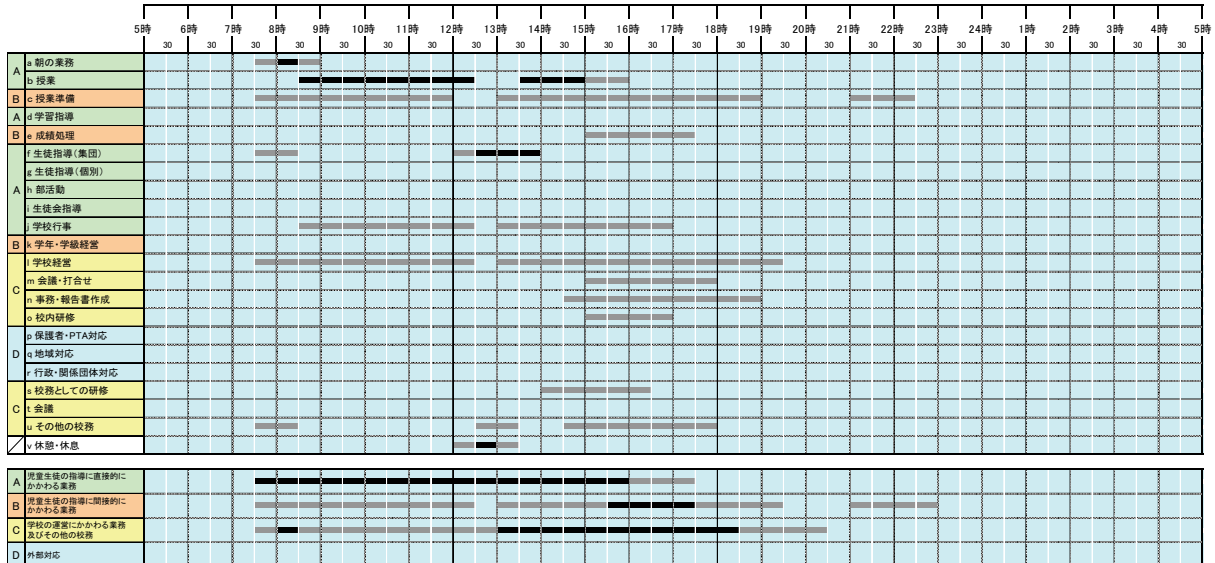 5時 6時 7時 8時 9時 10時 11時 12時 13時 14時 15時 16時 17時 18時 19時 20時 21時 22時 23時 24時 1時 2時 3時 4時 5時
30 30 30 30 30 30 30 30 30 30 30 30 30 30 30 30 30 30 30 30 30 30 30 30
A
a 朝の業務
b 授業
B
c 授業準備
A
d 学習指導
B
e 成績処理
A
f 生徒指導(集団)
g 生徒指導(個別)
h 部活動
i 生徒会指導
j 学校行事
B
k 学年・学級経営
C
l 学校経営
m 会議・打合せ
n 事務・報告書作成
o 校内研修
D
p 保護者・PTA対応
q 地域対応
r 行政・関係団体対応
C
s 校務としての研修
t 会議
u その他の校務
v 休憩・休息
A
児童生徒の指導に直接的に
かかわる業務
B
児童生徒の指導に間接的に
かかわる業務
C
学校の運営にかかわる業務
及びその他の校務
D
外部対応